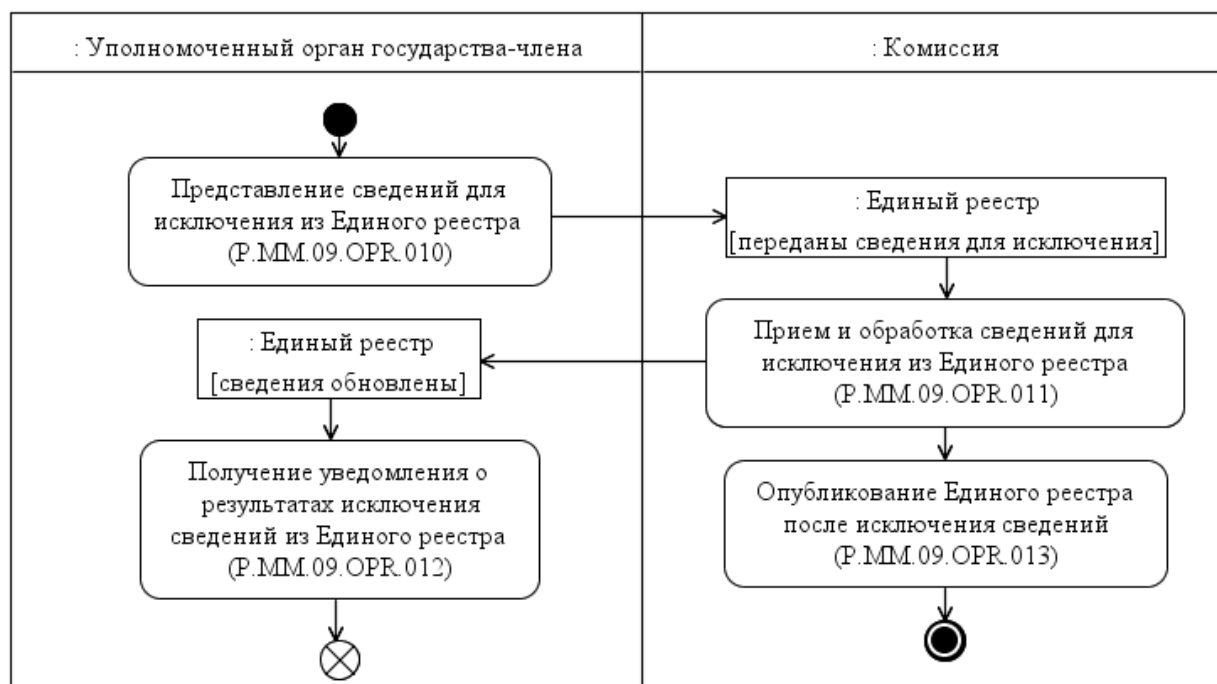 : Уполномоченный орган государства-члена
: Комиссия
Представление сведений для
исключения из Единого реестра
(P.MM.09.OPR.010)
: Единый реестр
[переданы сведения для исключения]
Прием и обработка сведений для
исключения из Единого реестра
(P.MM.09.OPR.011)
: Единый реестр
[сведения обновлены]
Получение уведомления о
результатах исключения
сведений из Единого реестра
(P.MM.09.OPR.012)
Опубликование Единого реестра
после исключения сведений
(P.MM.09.OPR.013)